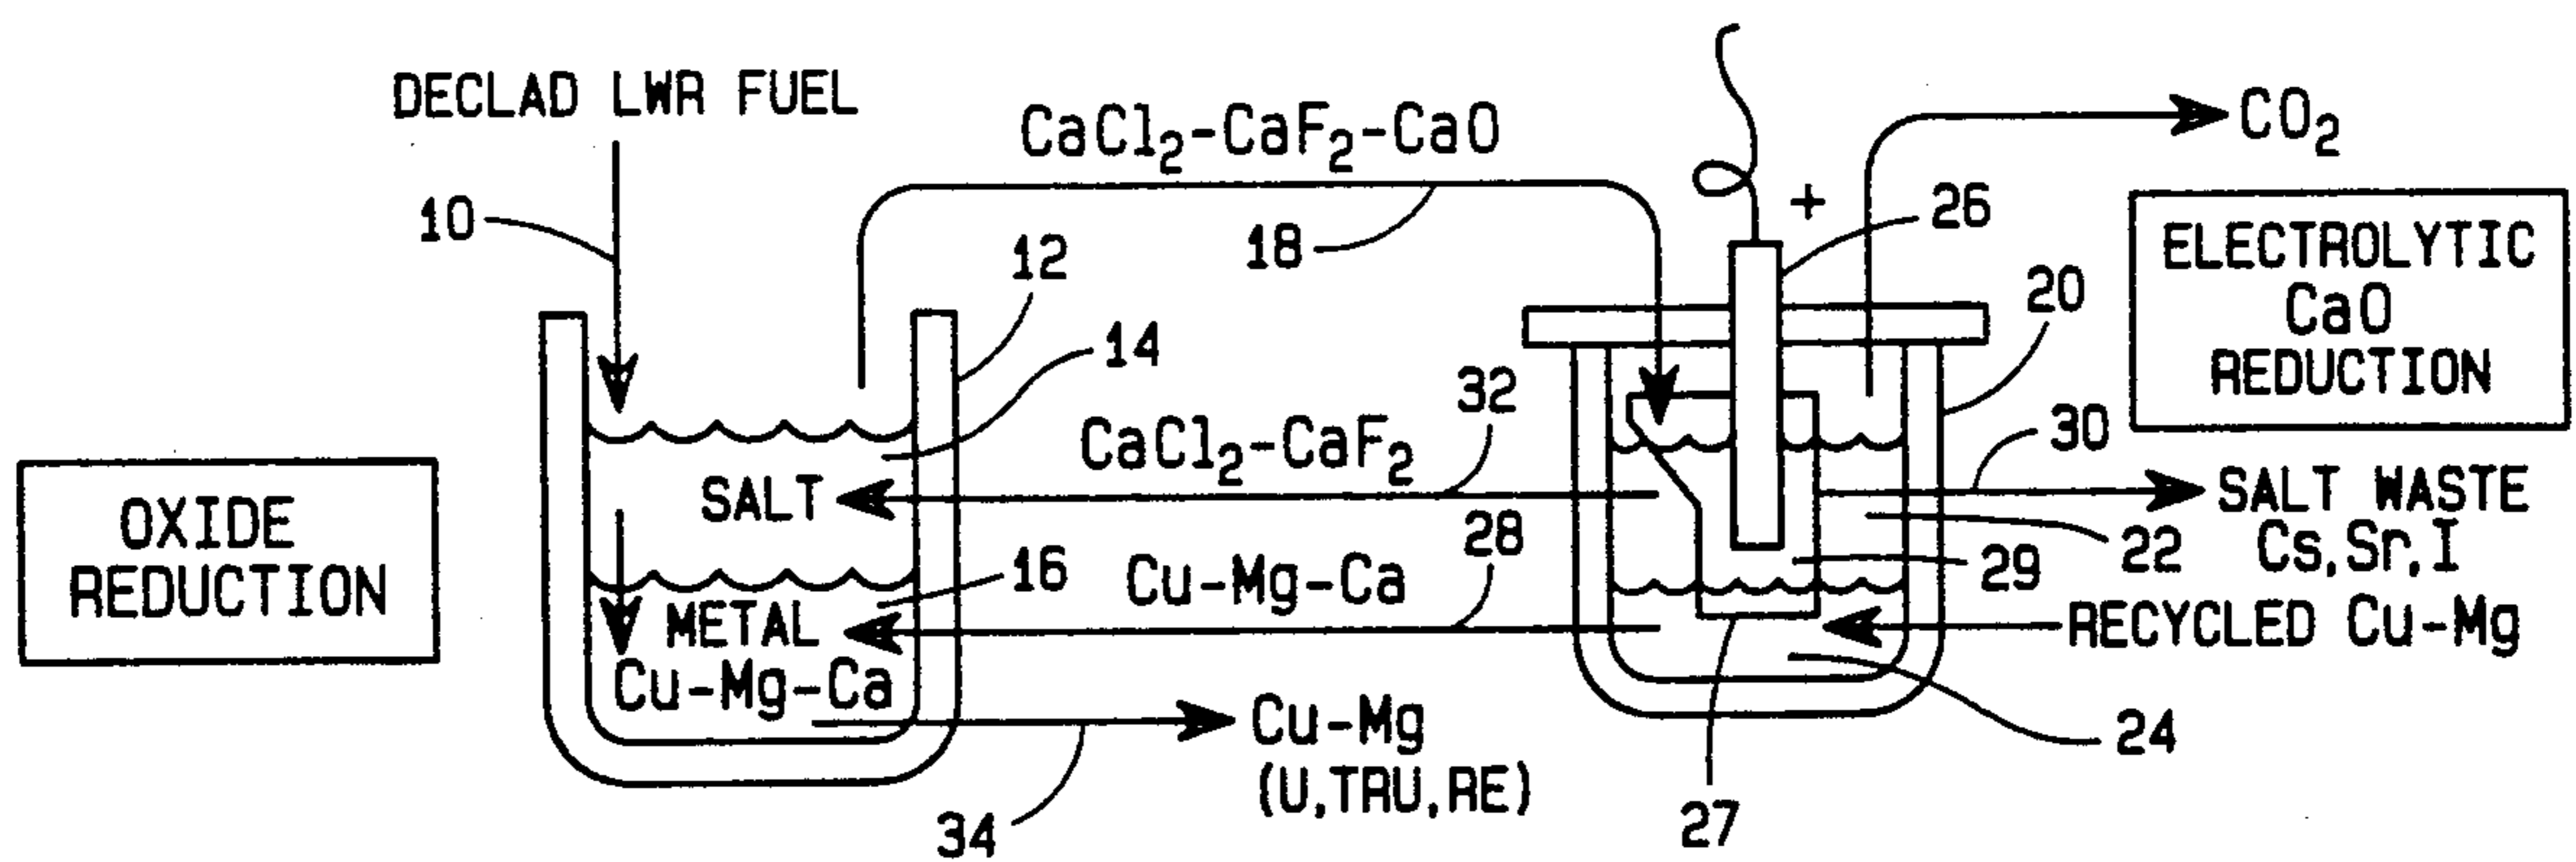 DECLAD LWR FUEL
CaCl₂-CaF₂-CaO
CO₂
10
18
+
26
12
20
ELECTROLYTIC
CaO
REDUCTION
14
32
30
CaCl₂-CaF₂
SALT
28
SALT WASTE
Cs,Sr,I
22
OXIDE
REDUCTION
16
Cu-Mg-Ca
29
METAL
Cu-Mg-Ca
RECYCLED Cu-Mg
Cu-Mg
(U,TRU,RE)
24
34
27